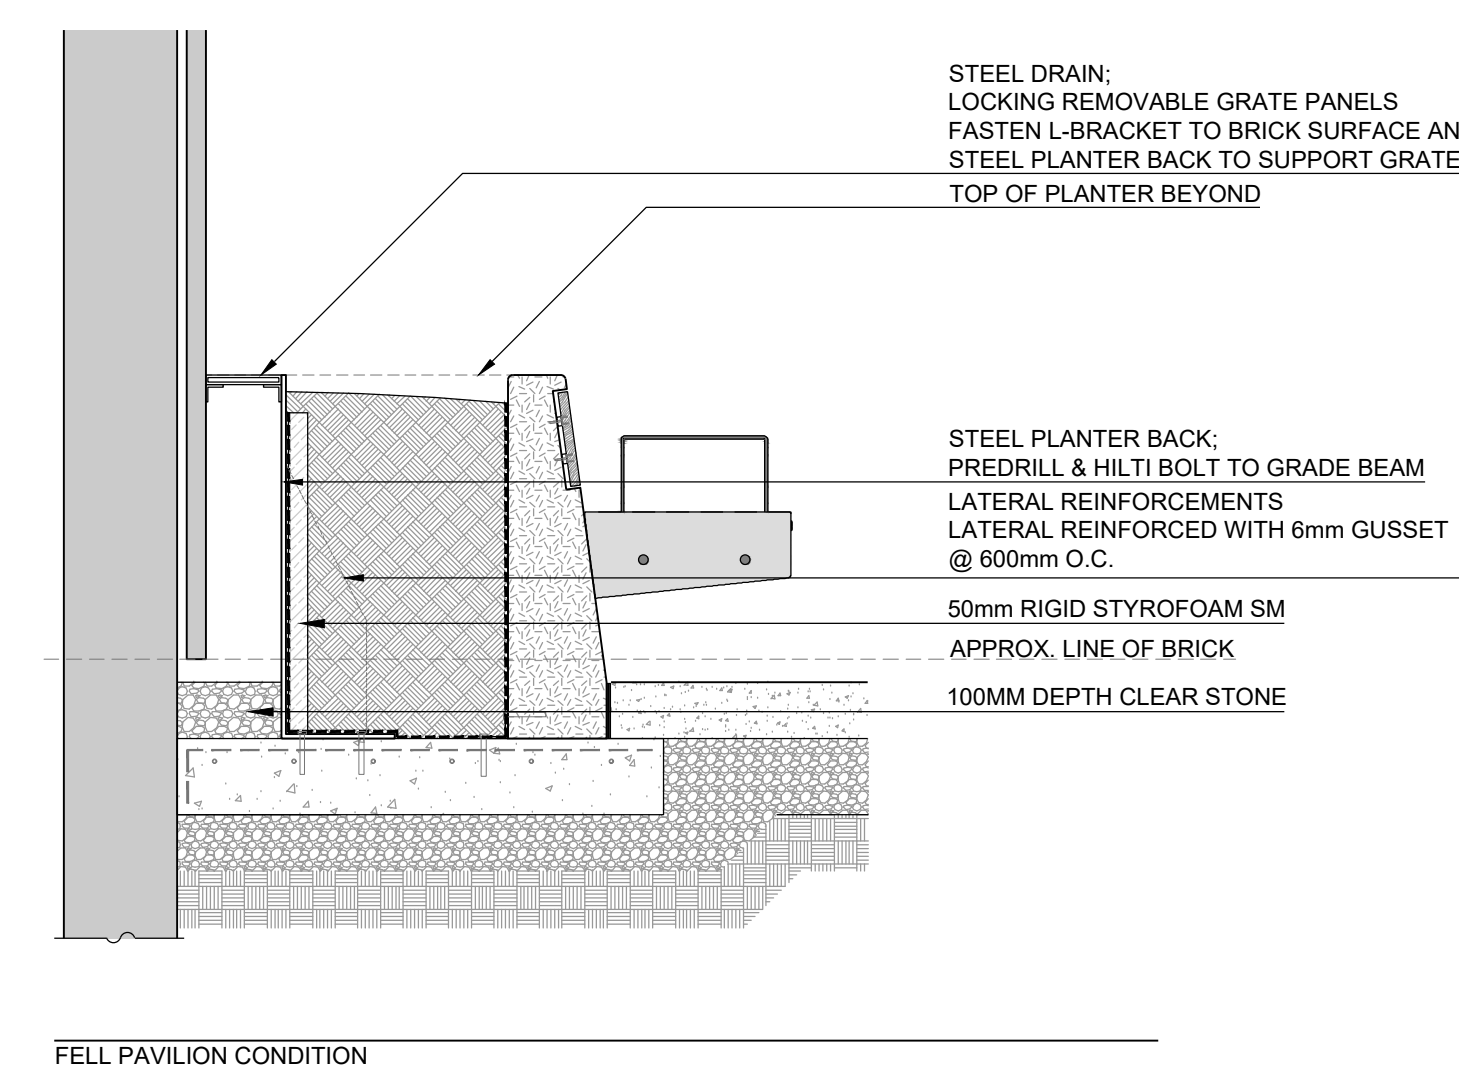 STEEL DRAIN;
LOCKING REMOVABLE GRATE PANELS
FASTEN L-BRACKET TO BRICK SURFACE AN
STEEL PLANTER BACK TO SUPPORT GRATE
TOP OF PLANTER BEYOND
STEEL PLANTER BACK;
PREDRILL & HILTI BOLT TO GRADE BEAM
LATERAL REINFORCEMENTS
LATERAL REINFORCED WITH 6mm GUSSET
@ 600mm O.C.
50mm RIGID STYROFOAM SM
APPROX. LINE OF BRICK
100MM DEPTH CLEAR STONE
FELL PAVILION CONDITION